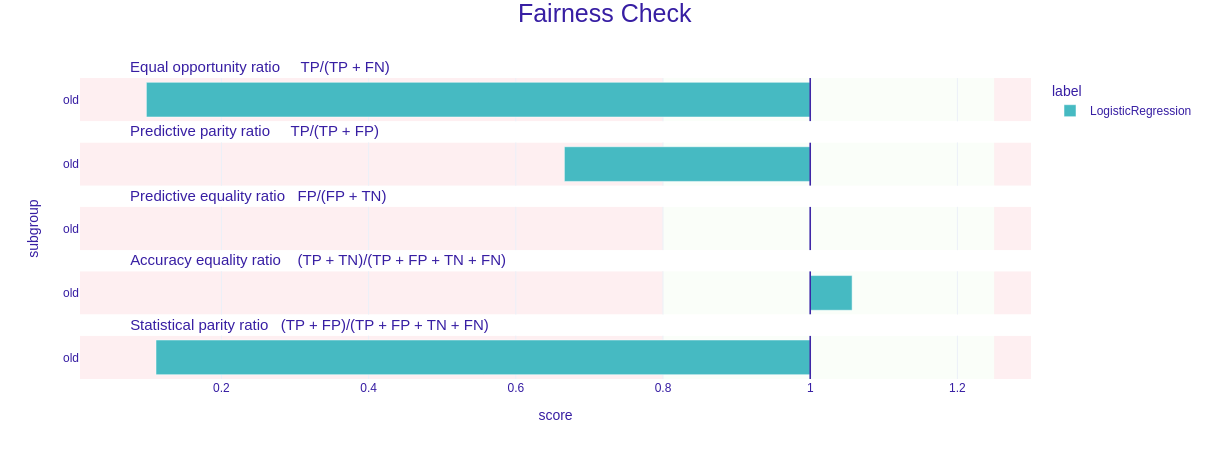 Fairness Check
Equal opportunity ratio TP/(TP + FN)
old
Predictive parity ratio TP/(TP + FP)
old
Predictive equality ratio FP/(FP + TN)
old
Accuracy equality ratio (TP + TN)/(TP + FP + TN + FN)
old
Statistical parity ratio (TP + FP)/(TP + FP + TN + FN)
old
0.2 0.4 0.6 0.8 1 1.2
score
subgroup
label
LogisticRegression